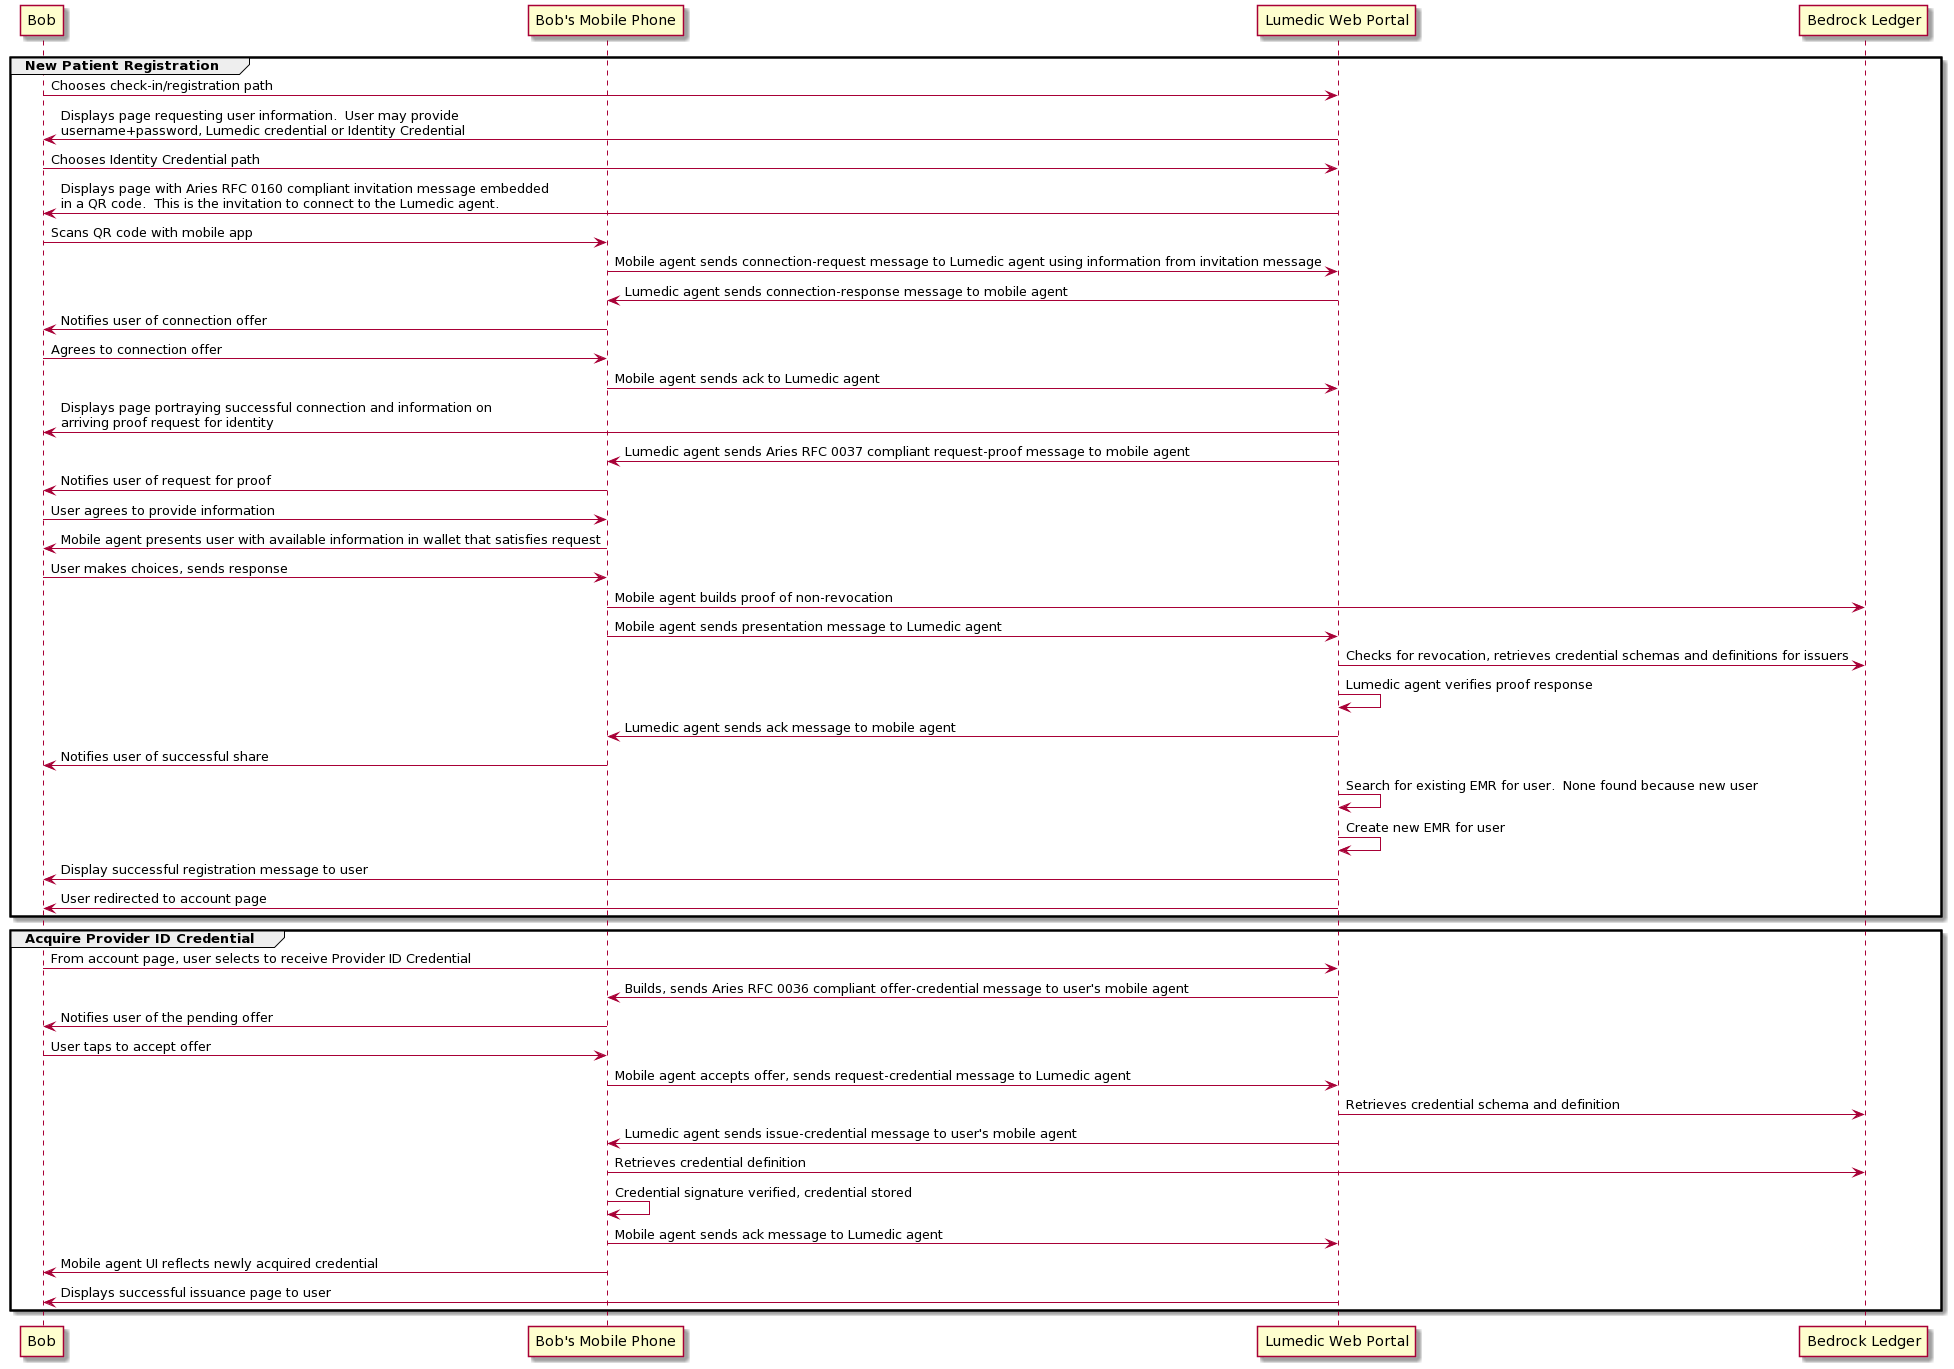 Bob
Bob's Mobile Phone
Lumedic Web Portal
Bedrock Ledger
New Patient Registration
Chooses check-in/registration path
Displays page requesting user information.  User may provide
username+password, Lumedic credential or Identity Credential
Chooses Identity Credential path
Displays page with Aries RFC 0160 compliant invitation message embedded
in a QR code.  This is the invitation to connect to the Lumedic agent.
Scans QR code with mobile app
Mobile agent sends connection-request message to Lumedic agent using information from invitation message
Lumedic agent sends connection-response message to mobile agent
Notifies user of connection offer
Agrees to connection offer
Mobile agent sends ack to Lumedic agent
Displays page portraying successful connection and information on
arriving proof request for identity
Lumedic agent sends Aries RFC 0037 compliant request-proof message to mobile agent
Notifies user of request for proof
User agrees to provide information
Mobile agent presents user with available information in wallet that satisfies request
User makes choices, sends response
Mobile agent builds proof of non-revocation
Mobile agent sends presentation message to Lumedic agent
Checks for revocation, retrieves credential schemas and definitions for issuers
Lumedic agent verifies proof response
Lumedic agent sends ack message to mobile agent
Notifies user of successful share
Search for existing EMR for user.  None found because new user
Create new EMR for user
Display successful registration message to user
User redirected to account page
Acquire Provider ID Credential
From account page, user selects to receive Provider ID Credential
Builds, sends Aries RFC 0036 compliant offer-credential message to user's mobile agent
Notifies user of the pending offer
User taps to accept offer
Mobile agent accepts offer, sends request-credential message to Lumedic agent
Retrieves credential schema and definition
Lumedic agent sends issue-credential message to user's mobile agent
Retrieves credential definition
Credential signature verified, credential stored
Mobile agent sends ack message to Lumedic agent
Mobile agent UI reflects newly acquired credential
Displays successful issuance page to user
Bob
Bob's Mobile Phone
Lumedic Web Portal
Bedrock Ledger